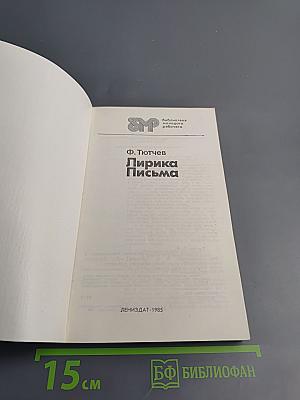 БМР библиотека
молодого
рабочего
Ф. Тютчев
Лирика
Письма
ЛЕНИЗДАТ·1985
15 см
БФ БИБЛИОФАН